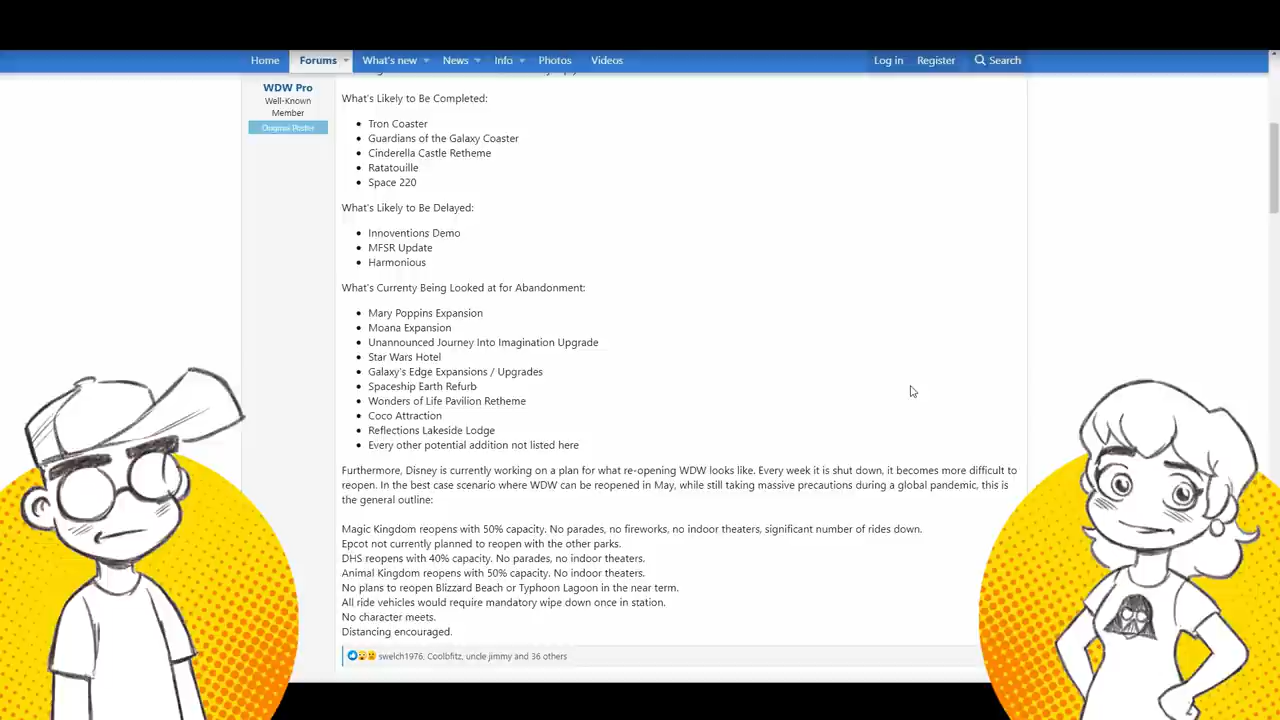 Home Forums What's new News Info Photos Videos Log in Register Search
WDW Pro
Well-Known
Member
Original Poster
What's Likely to Be Completed:
Tron Coaster
Guardians of the Galaxy Coaster
Cinderella Castle Retheme
Ratatouille
Space 220
What's Likely to Be Delayed:
Innoventions Demo
MFSR Update
Harmonious
What's Currenty Being Looked at for Abandonment:
Mary Poppins Expansion
Moana Expansion
Unannounced Journey Into Imagination Upgrade
Star Wars Hotel
Galaxy's Edge Expansions / Upgrades
Spaceship Earth Refurb
Wonders of Life Pavilion Retheme
Coco Attraction
Reflections Lakeside Lodge
Every other potential addition not listed here
Furthermore, Disney is currently working on a plan for what re-opening WDW looks like. Every week it is shut down, it becomes more difficult to
reopen. In the best case scenario where WDW can be reopened in May, while still taking massive precautions during a global pandemic, this is
the general outline:
Magic Kingdom reopens with 50% capacity. No parades, no fireworks, no indoor theaters, significant number of rides down.
Epcot not currently planned to reopen with the other parks.
DHS reopens with 40% capacity. No parades, no indoor theaters.
Animal Kingdom reopens with 50% capacity. No indoor theaters.
No plans to reopen Blizzard Beach or Typhoon Lagoon in the near term.
All ride vehicles would require mandatory wipe down once in station.
No character meets.
Distancing encouraged.
swelch1976, Coolbfitz, uncle jimmy and 36 others